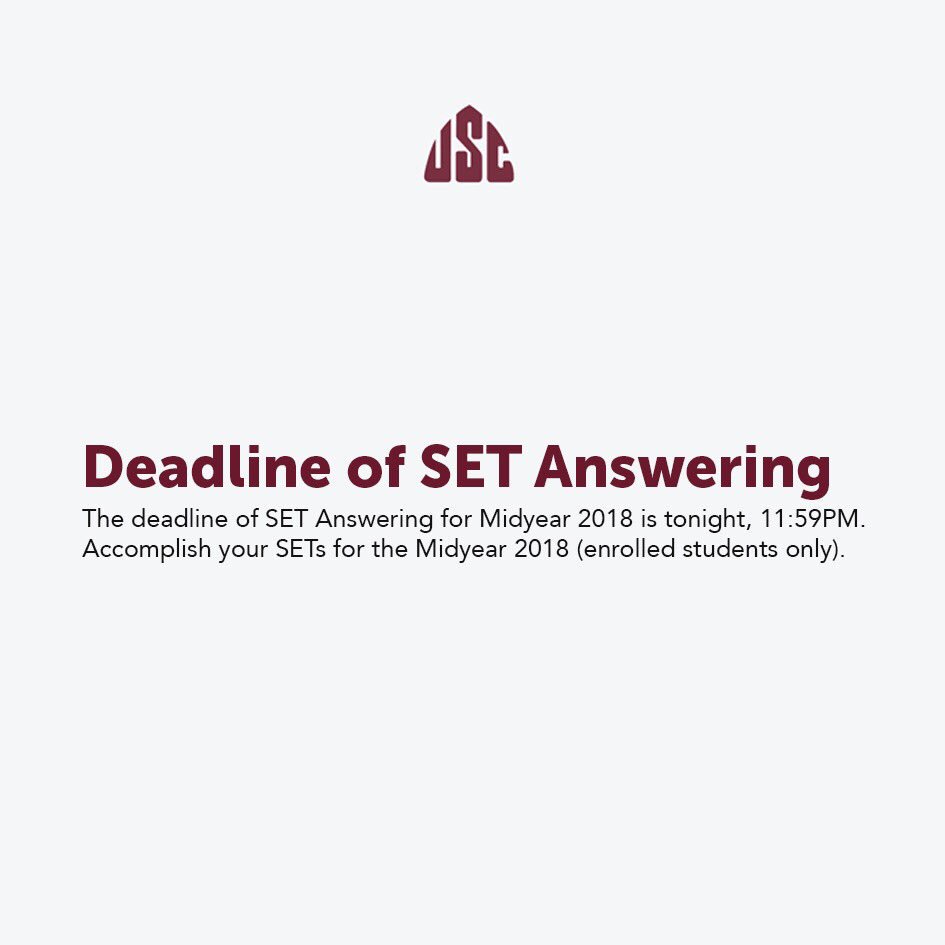 USC
Deadline of SET Answering
The deadline of SET Answering for Midyear 2018 is tonight, 11:59PM.
Accomplish your SETs for the Midyear 2018 (enrolled students only).